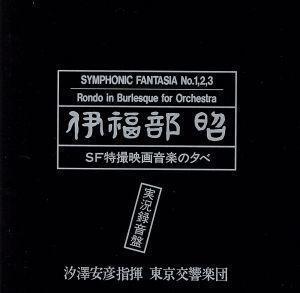 SYMPHONIC FANTASIA No.1,2,3
Rondo in Burlesque for Orchestra
伊福部 昭
SF特撮映画音楽の夕べ
実況録音盤
汐澤安彦指揮 東京交響楽団